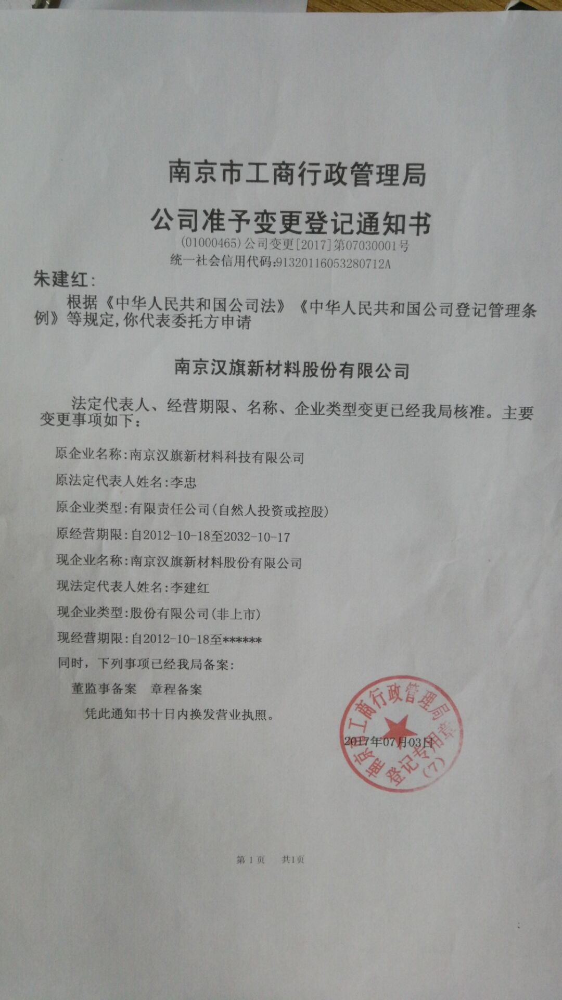 南京市工商行政管理局
公司准予变更登记通知书
(01000465)公司变更[2017]第07030001号
统一社会信用代码:91320116053280712A
朱建红:
根据《中华人民共和国公司法》《中华人民共和国公司登记管理条
例》等规定,你代表委托方申请
南京汉旗新材料股份有限公司
法定代表人、经营期限、名称、企业类型变更已经我局核准。主要
变更事项如下:
原企业名称:南京汉旗新材料科技有限公司
原法定代表人姓名:李忠
原企业类型:有限责任公司(自然人投资或控股)
原经营期限:自2012-10-18至2032-10-17
现企业名称:南京汉旗新材料股份有限公司
现法定代表人姓名:李建红
现企业类型:股份有限公司(非上市)
现经营期限:自2012-10-18至******
同时，下列事项已经我局备案:
董监事备案 章程备案
凭此通知书十日内换发营业执照。
南京市工商行政管理局
2017年07月03日
登记专用章
(7)
第 1 页 共1页